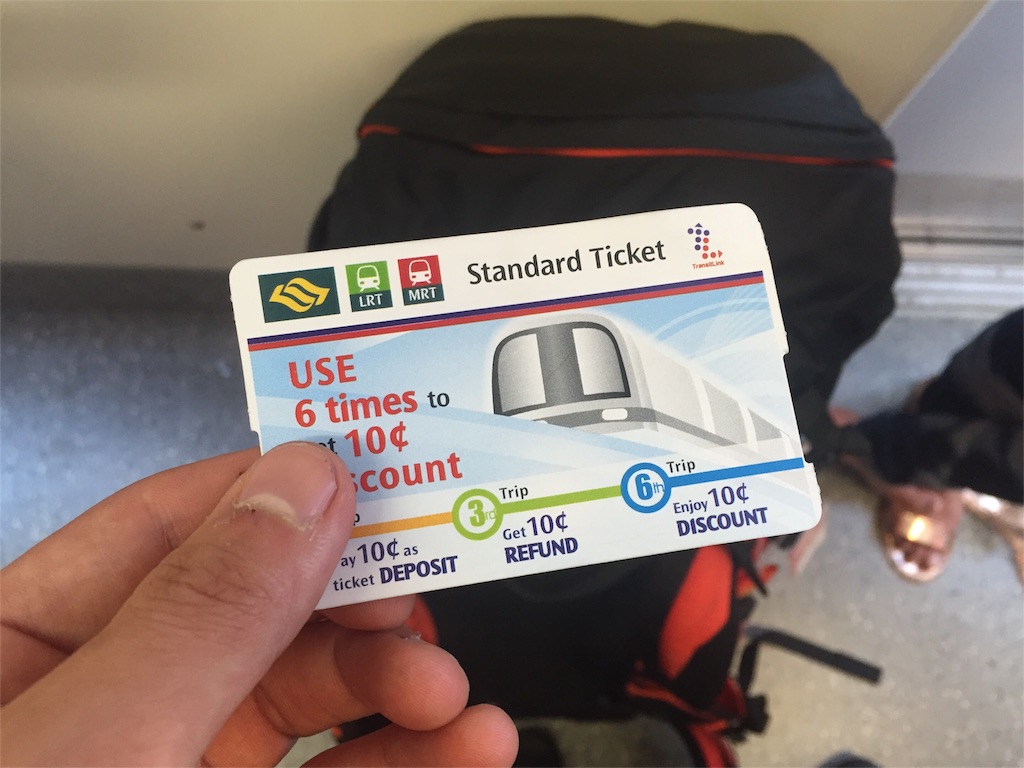 LRT
MRT
Standard Ticket
TransitLink
USE
6 times to
10¢
Trip
3rd
Get 10¢
REFUND
Trip
6th
Enjoy 10¢
DISCOUNT
10¢ as
ticket DEPOSIT